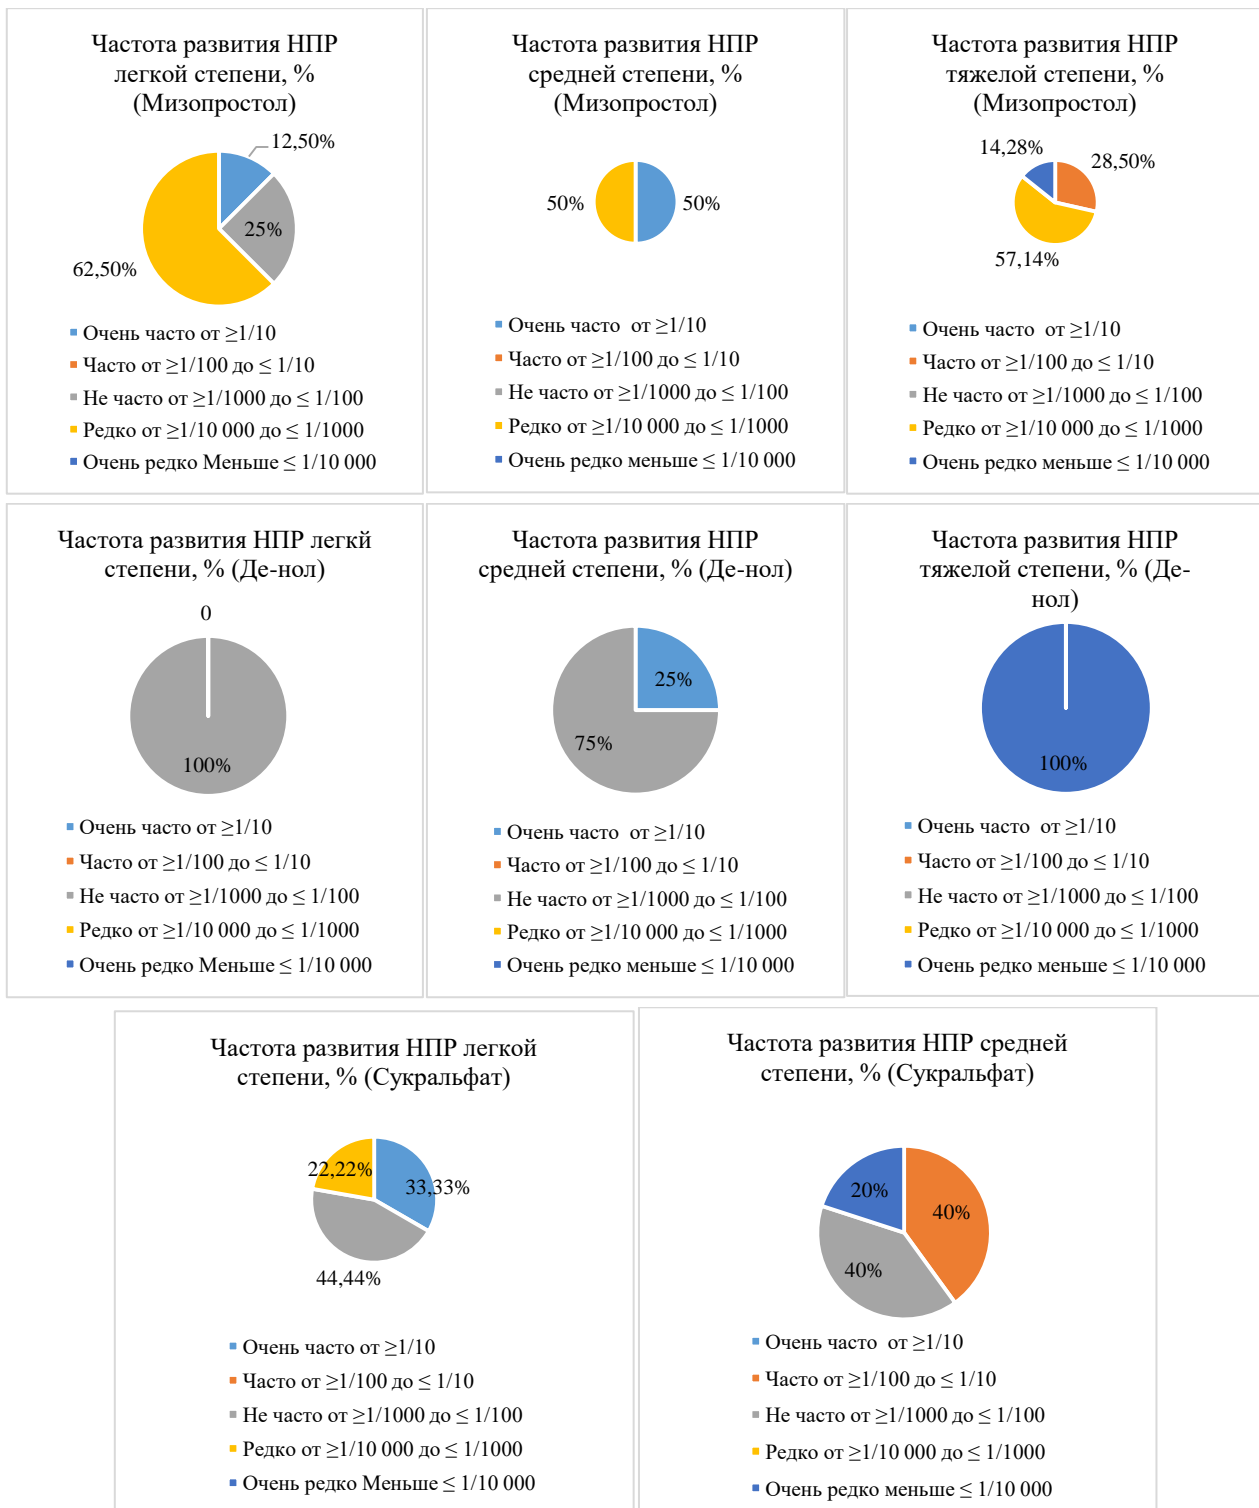 Частота развития НПР
легкой степени, %
(Мизопростол)
12,50%
25%
62,50%
Очень часто от ≥1/10
Часто от ≥1/100 до ≤ 1/10
Не часто от ≥1/1000 до ≤ 1/100
Редко от ≥1/10 000 до ≤ 1/1000
Очень редко Меньше ≤ 1/10 000
Частота развития НПР
средней степени, %
(Мизопростол)
50%
50%
Очень часто от ≥1/10
Часто от ≥1/100 до ≤ 1/10
Не часто от ≥1/1000 до ≤ 1/100
Редко от ≥1/10 000 до ≤ 1/1000
Очень редко меньше ≤ 1/10 000
Частота развития НПР
тяжелой степени, %
(Мизопростол)
14,28%
28,50%
57,14%
Очень часто от ≥1/10
Часто от ≥1/100 до ≤ 1/10
Не часто от ≥1/1000 до ≤ 1/100
Редко от ≥1/10 000 до ≤ 1/1000
Очень редко меньше ≤ 1/10 000
Частота развития НПР легкй
степени, % (Де-нол)
0
100%
Очень часто от ≥1/10
Часто от ≥1/100 до ≤ 1/10
Не часто от ≥1/1000 до ≤ 1/100
Редко от ≥1/10 000 до ≤ 1/1000
Очень редко Меньше ≤ 1/10 000
Частота развития НПР
средней степени, % (Де-нол)
25%
75%
Очень часто от ≥1/10
Часто от ≥1/100 до ≤ 1/10
Не часто от ≥1/1000 до ≤ 1/100
Редко от ≥1/10 000 до ≤ 1/1000
Очень редко меньше ≤ 1/10 000
Частота развития НПР
тяжелой степени, % (Де-
нол)
100%
Очень часто от ≥1/10
Часто от ≥1/100 до ≤ 1/10
Не часто от ≥1/1000 до ≤ 1/100
Редко от ≥1/10 000 до ≤ 1/1000
Очень редко меньше ≤ 1/10 000
Частота развития НПР легкой
степени, % (Сукральфат)
22,22%
33,33%
44,44%
Очень часто от ≥1/10
Часто от ≥1/100 до ≤ 1/10
Не часто от ≥1/1000 до ≤ 1/100
Редко от ≥1/10 000 до ≤ 1/1000
Очень редко Меньше ≤ 1/10 000
Частота развития НПР средней
степени, % (Сукральфат)
20%
40%
40%
Очень часто от ≥1/10
Часто от ≥1/100 до ≤ 1/10
Не часто от ≥1/1000 до ≤ 1/100
Редко от ≥1/10 000 до ≤ 1/1000
Очень редко меньше ≤ 1/10 000